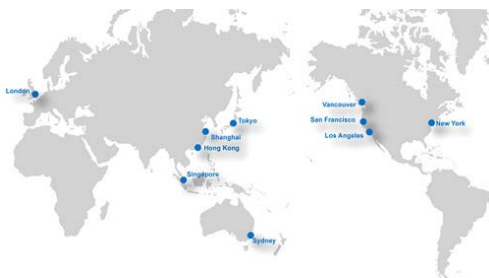 London
Vancouver
Tokyo
San Francisco
New York
Shanghai
Los Angeles
Hong Kong
Singapore
Sydney